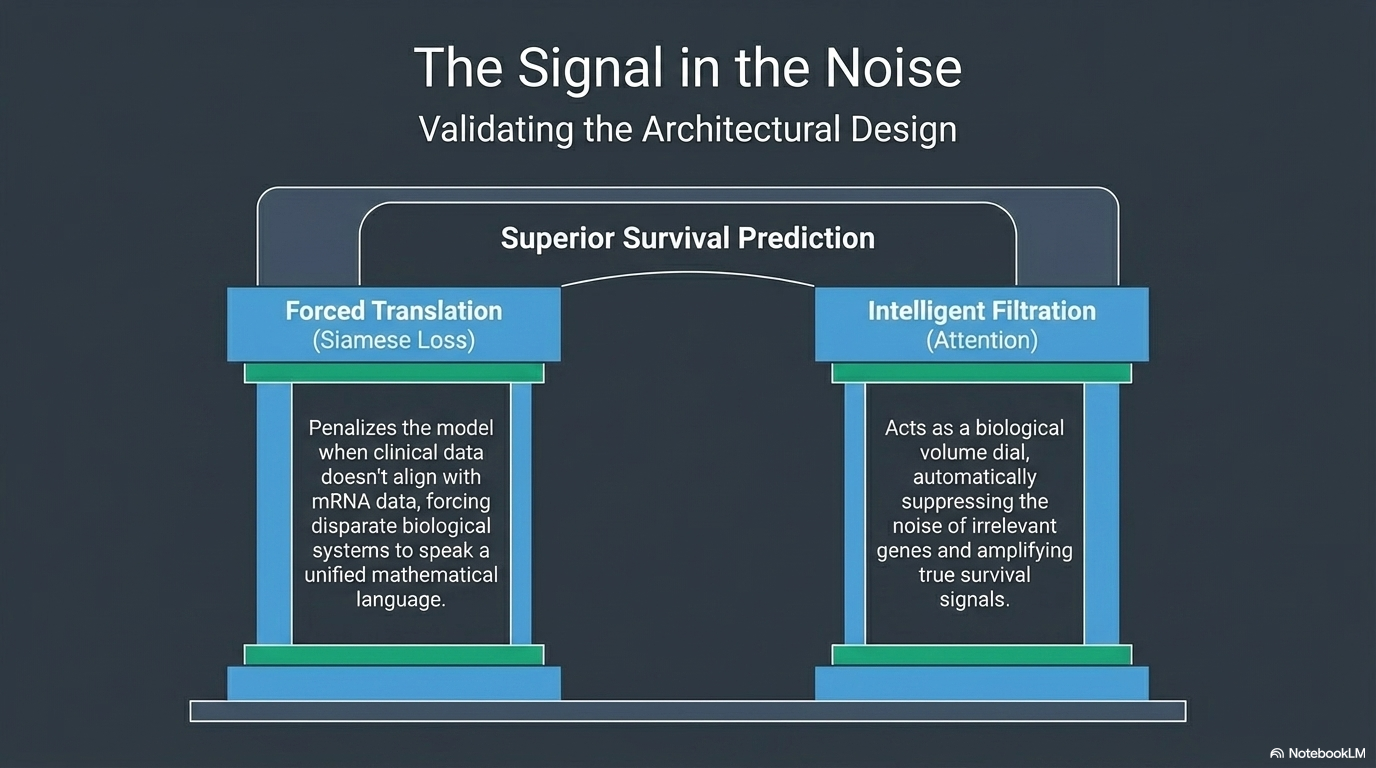 The Signal in the Noise
Validating the Architectural Design
Superior Survival Prediction
Forced Translation
(Siamese Loss)
Penalizes the model
when clinical data
doesn't align with
mRNA data, forcing
disparate biological
systems to speak a
unified mathematical
language.
Intelligent Filtration
(Attention)
Acts as a biological
volume dial,
automatically
suppressing the
noise of irrelevant
genes and amplifying
true survival
signals.
NotebookLM